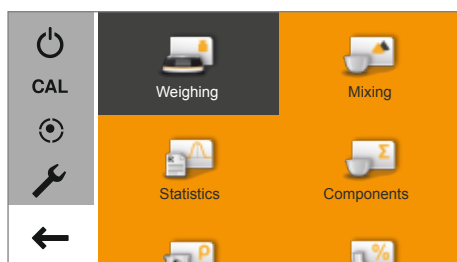 CAL
Weighing
Mixing
Statistics
Components
Σ
ρ
%